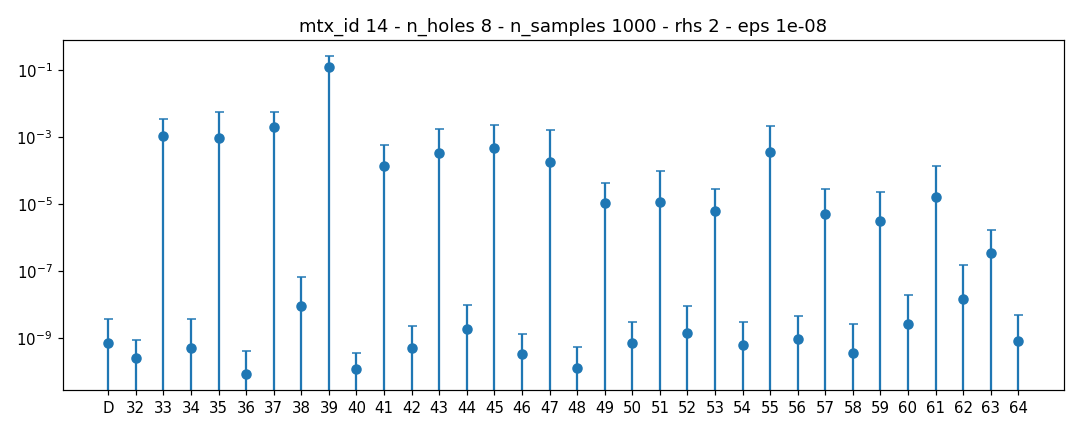 mtx_id 14 - n_holes 8 - n_samples 1000 - rhs 2 - eps 1e-08
10⁻¹
10⁻³
10⁻⁵
10⁻⁷
10⁻⁹
D 32 33 34 35 36 37 38 39 40 41 42 43 44 45 46 47 48 49 50 51 52 53 54 55 56 57 58 59 60 61 62 63 64